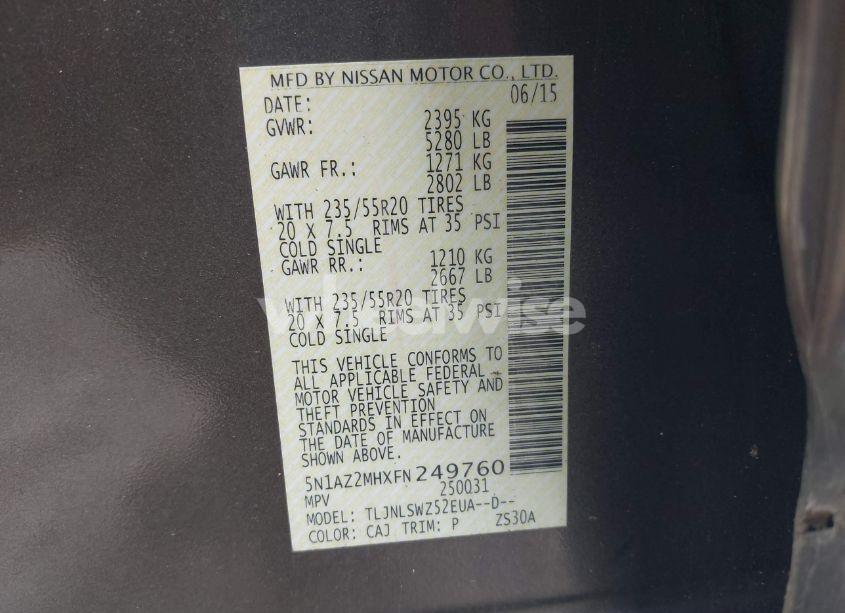 MFD BY NISSAN MOTOR CO., LTD.
DATE: 06/15
GVWR: 2395 KG
5280 LB
GAWR FR.: 1271 KG
2802 LB
WITH 235/55R20 TIRES
20 X 7.5 RIMS AT 35 PSI
COLD SINGLE
GAWR RR.: 1210 KG
2667 LB
WITH 235/55R20 TIRES
20 X 7.5 RIMS AT 35 PSI
COLD SINGLE
THIS VEHICLE CONFORMS TO
ALL APPLICABLE FEDERAL
MOTOR VEHICLE SAFETY AND
THEFT PREVENTION
STANDARDS IN EFFECT ON
THE DATE OF MANUFACTURE
SHOWN ABOVE.
5N1AZ2MHXFN249760
MPV 250031
MODEL: TLJNLSWZ52EUA--D--
COLOR: CAJ TRIM: P ZS30A